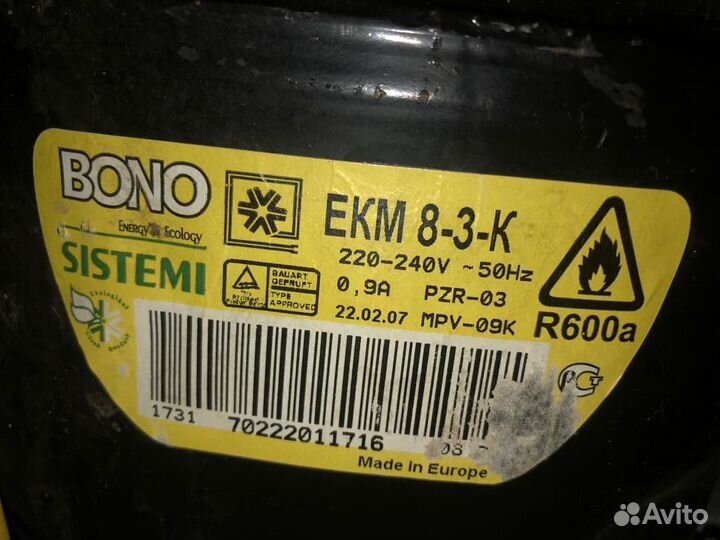 BONO
ENERGY & Ecology
SISTEMI
EKM 8-3-K
220-240V ~50Hz
0,9A PZR-03
22.02.07 MPV-09K
BAUART
GEPRUFT
TYPE
APPROVED
R600a
1731 70222011716 08
Made in Europe
Avito